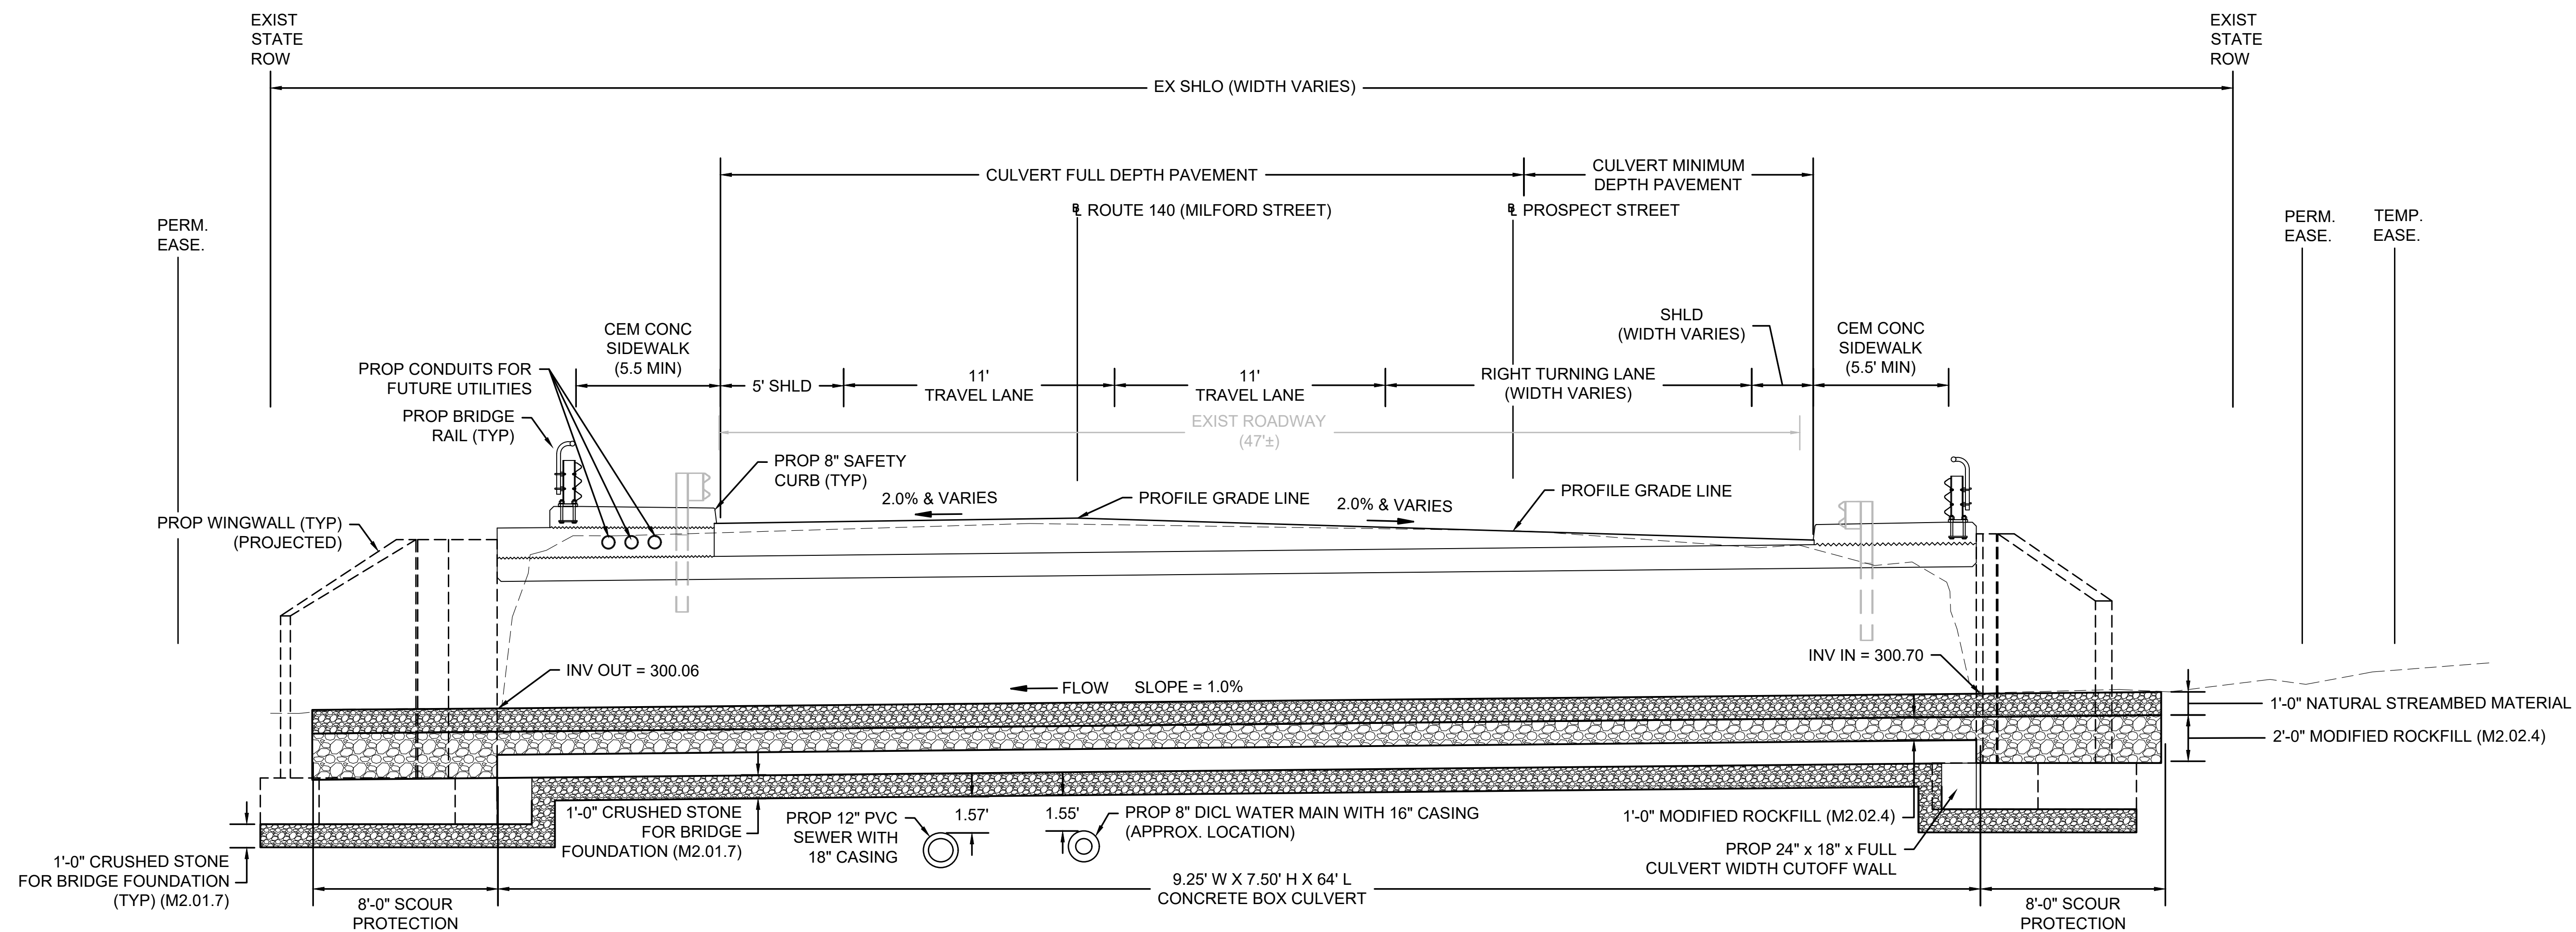 EXIST
STATE
ROW
EXIST
STATE
ROW
EX SHLO (WIDTH VARIES)
CULVERT FULL DEPTH PAVEMENT
CULVERT MINIMUM
DEPTH PAVEMENT
ROUTE 140 (MILFORD STREET)
PROSPECT STREET
PERM.
EASE.
PERM.
EASE.
TEMP.
EASE.
CEM CONC
SIDEWALK
(5.5 MIN)
5' SHLD
11'
TRAVEL LANE
11'
TRAVEL LANE
RIGHT TURNING LANE
(WIDTH VARIES)
SHLD
(WIDTH VARIES)
CEM CONC
SIDEWALK
(5.5' MIN)
PROP CONDUITS FOR
FUTURE UTILITIES
PROP BRIDGE
RAIL (TYP)
EXIST ROADWAY
(47'±)
PROP 8" SAFETY
CURB (TYP)
2.0% & VARIES
PROFILE GRADE LINE
2.0% & VARIES
PROFILE GRADE LINE
PROP WINGWALL (TYP)
(PROJECTED)
INV OUT = 300.06
FLOW SLOPE = 1.0%
INV IN = 300.70
1'-0" NATURAL STREAMBED MATERIAL
2'-0" MODIFIED ROCKFILL (M2.02.4)
1'-0" CRUSHED STONE
FOR BRIDGE
FOUNDATION (M2.01.7)
PROP 12" PVC
SEWER WITH
18" CASING
1.57'
1.55'
PROP 8" DICL WATER MAIN WITH 16" CASING
(APPROX. LOCATION)
1'-0" MODIFIED ROCKFILL (M2.02.4)
PROP 24" x 18" x FULL
CULVERT WIDTH CUTOFF WALL
1'-0" CRUSHED STONE
FOR BRIDGE FOUNDATION
(TYP) (M2.01.7)
8'-0" SCOUR
PROTECTION
9.25' W X 7.50' H X 64' L
CONCRETE BOX CULVERT
8'-0" SCOUR
PROTECTION